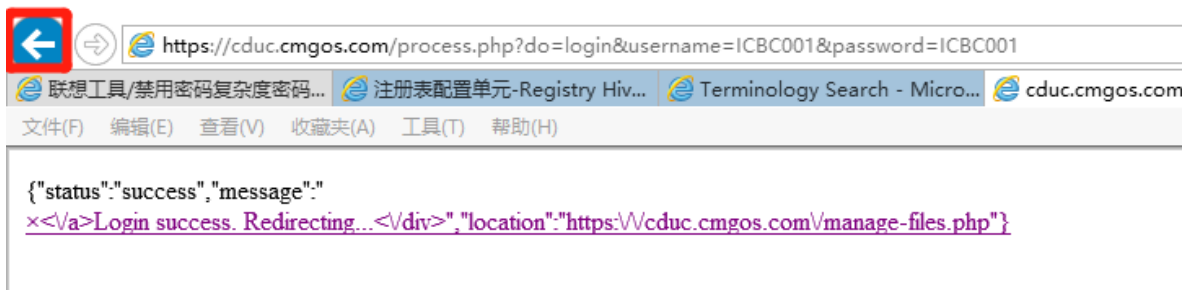 https://cduc.cmgos.com/process.php?do=login&username=ICBC001&password=ICBC001
联想工具/禁用密码复杂度密码... 注册表配置单元-Registry Hiv... Terminology Search - Micro... cduc.cmgos.com
文件(F) 编辑(E) 查看(V) 收藏夹(A) 工具(T) 帮助(H)
{"status":"success","message":"
×<\/a>Login success. Redirecting...<\/div>","location":"https:\/\/cduc.cmgos.com\/manage-files.php"}